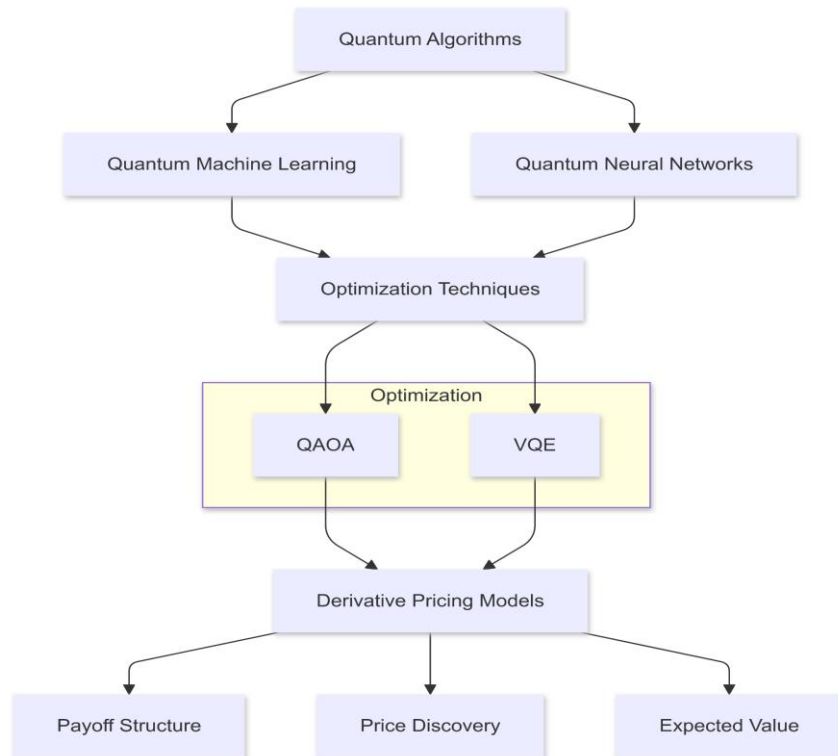 Quantum Algorithms
Quantum Machine Learning
Quantum Neural Networks
Optimization Techniques
Optimization
QAOA
VQE
Derivative Pricing Models
Payoff Structure
Price Discovery
Expected Value